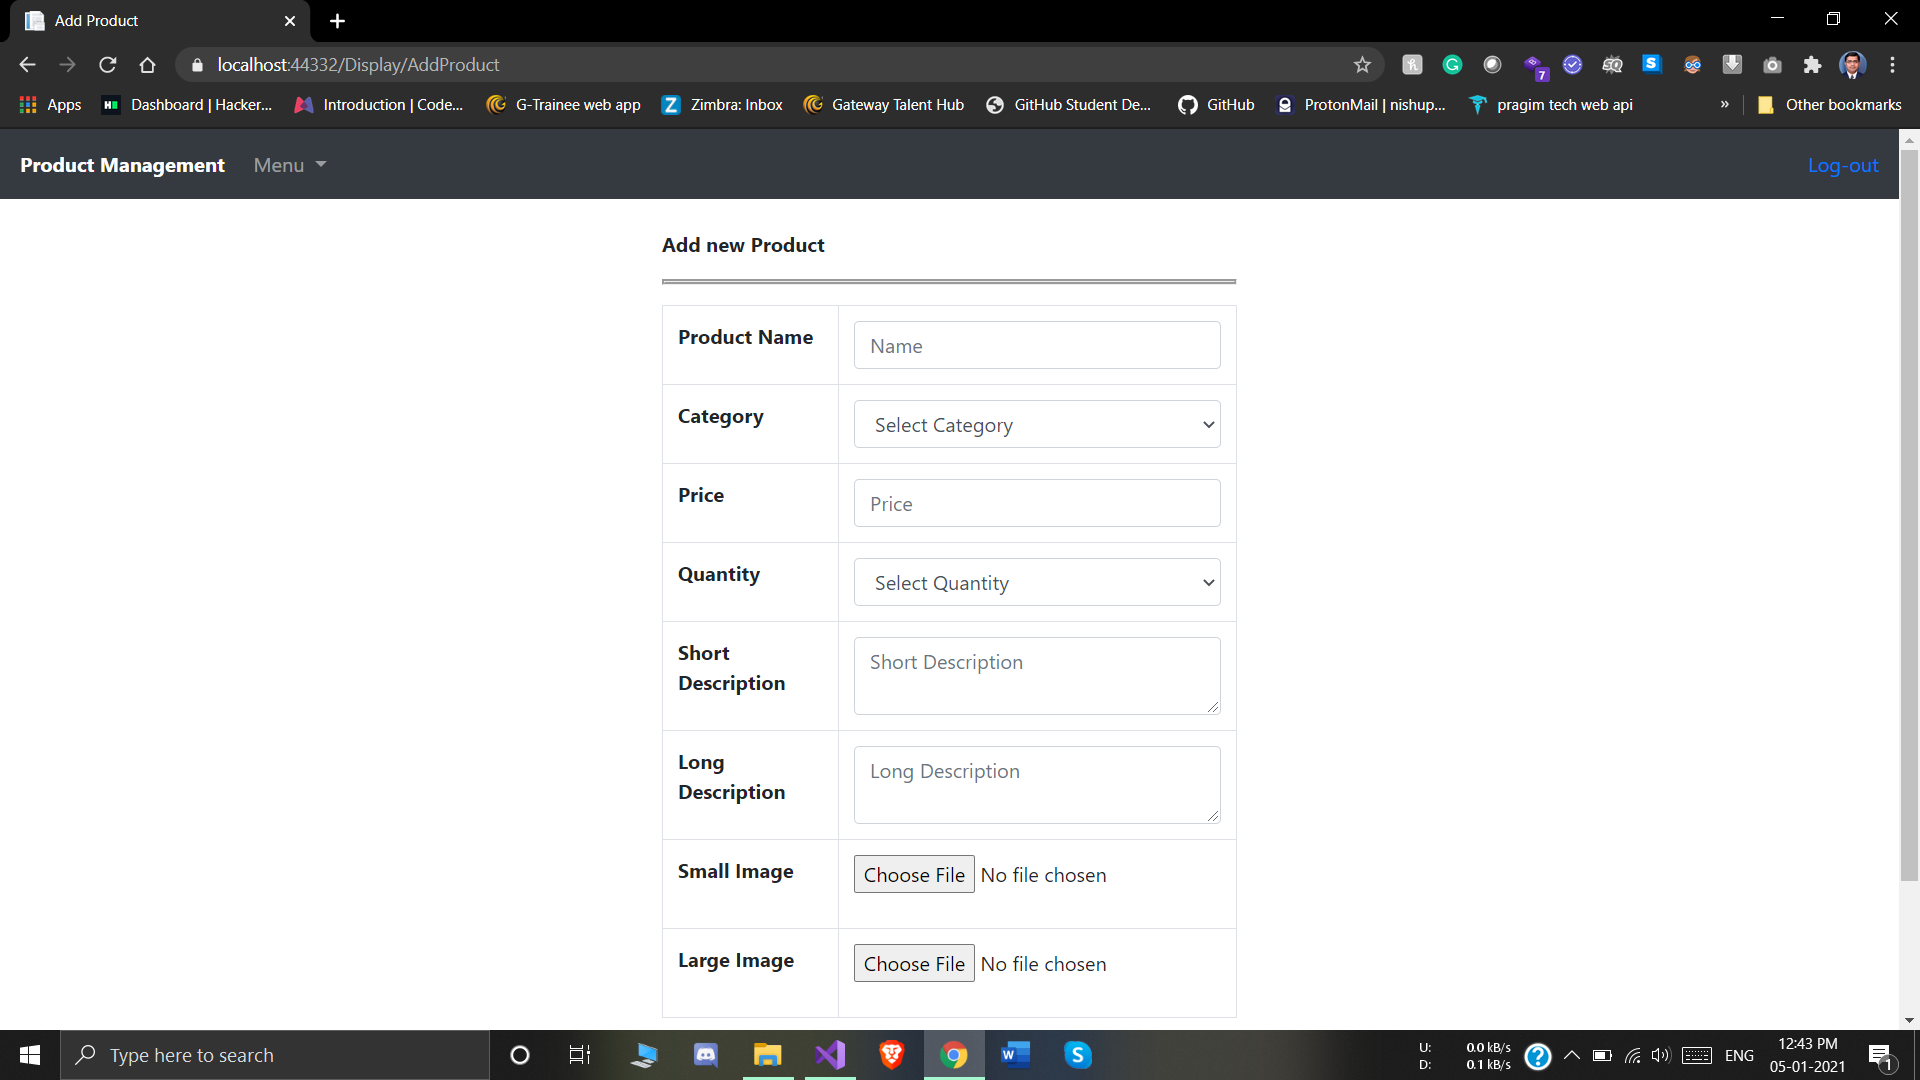 Add Product
localhost:44332/Display/AddProduct
7
Apps
Dashboard | Hacker...
Introduction | Code...
G-Trainee web app
Zimbra: Inbox
Gateway Talent Hub
GitHub Student De...
GitHub
ProtonMail | nishup...
pragim tech web api
»
Other bookmarks
Product Management
Menu
Log-out
Add new Product
Product Name
Name
Category
Select Category
Price
Price
Quantity
Select Quantity
Short
Description
Short Description
Long
Description
Long Description
Small Image
Choose File No file chosen
Large Image
Choose File No file chosen
Type here to search
U: 0.0 kB/s
D: 0.1 kB/s
ENG
12:43 PM
05-01-2021
1